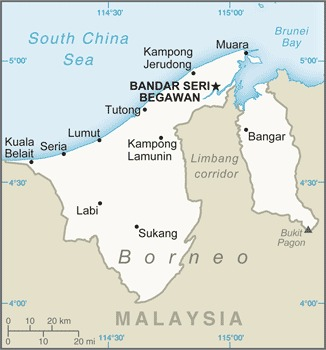 114'30
115'00
South China
Sea
Brunei
Bay
Muara
Kampong
Jerudong
5'00
5'00
BANDAR SERI
BEGAWAN
Tutong
Bangar
Kuala
Belait
Seria
Lumut
Kampong
Lamunin
Limbang
corridor
4'30
4'30
Labi
Sukang
Bukit
Pagon
Borneo
4'00
4'00
MALAYSIA
0 10 20 km
0 10 20 mi
114'30
115'00